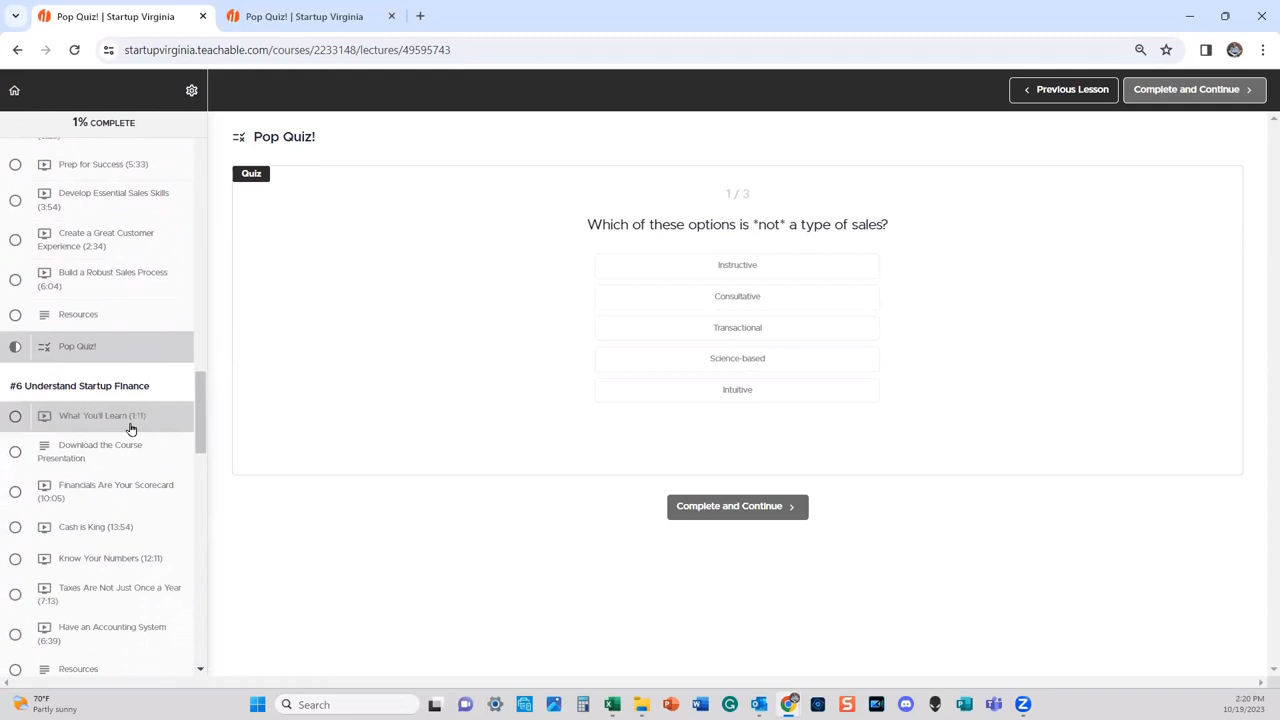 Pop Quiz! | Startup Virginia
Pop Quiz! | Startup Virginia
startupvirginia.teachable.com/courses/2233148/lectures/49595743
Previous Lesson
Complete and Continue
1% COMPLETE
Prep for Success (5:33)
Develop Essential Sales Skills
(3:54)
Create a Great Customer
Experience (2:34)
Build a Robust Sales Process
(6:04)
Resources
Pop Quiz!
#6 Understand Startup Finance
What You'll Learn (1:11)
Download the Course
Presentation
Financials Are Your Scorecard
(10:05)
Cash is King (13:54)
Know Your Numbers (12:11)
Taxes Are Not Just Once a Year
(7:13)
Have an Accounting System
(6:39)
Resources
Pop Quiz!
Quiz
1 / 3
Which of these options is *not* a type of sales?
Instructive
Consultative
Transactional
Science-based
Intuitive
Complete and Continue
70°F
Partly sunny
Search
2:20 PM
10/19/2023